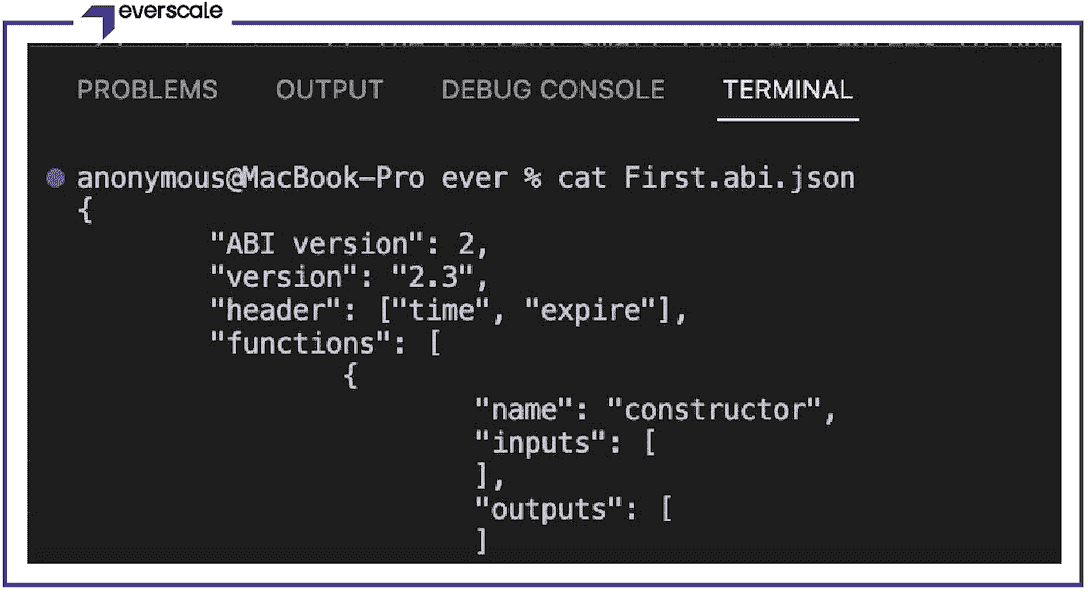 everscale
PROBLEMS OUTPUT DEBUG CONSOLE TERMINAL
anonymous@MacBook-Pro ever % cat First.abi.json
{
"ABI version": 2,
"version": "2.3",
"header": ["time", "expire"],
"functions": [
{
"name": "constructor",
"inputs": [
],
"outputs": [
]